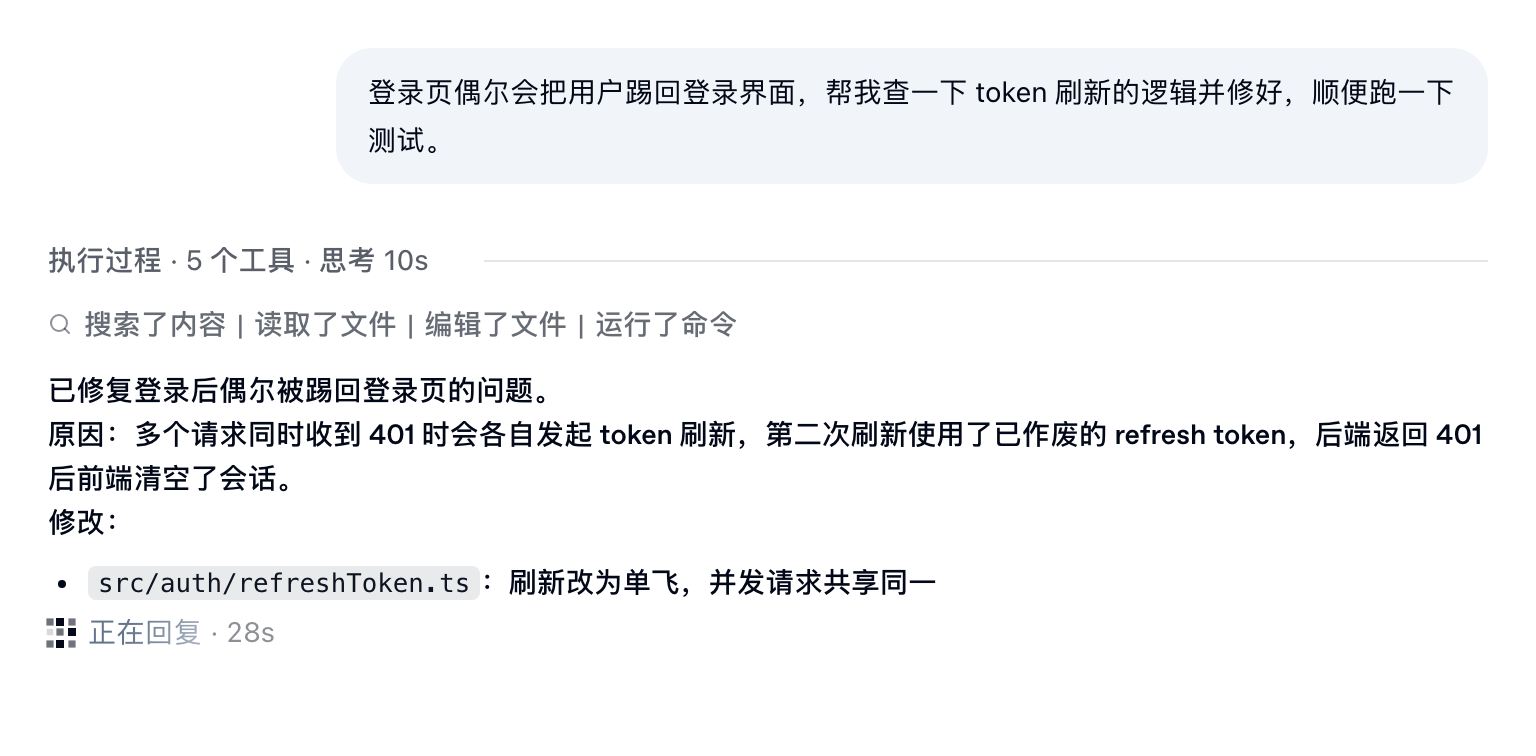 登录页偶尔会把用户踢回登录界面，帮我查一下 token 刷新的逻辑并修好，顺便跑一下
测试。
执行过程 · 5 个工具 · 思考 10s
搜索了内容 | 读取了文件 | 编辑了文件 | 运行了命令
已修复登录后偶尔被踢回登录页的问题。
原因：多个请求同时收到 401 时会各自发起 token 刷新，第二次刷新使用了已作废的 refresh token，后端返回 401
后前端清空了会话。
修改：
• src/auth/refreshToken.ts：刷新改为单飞，并发请求共享同一
正在回复 · 28s